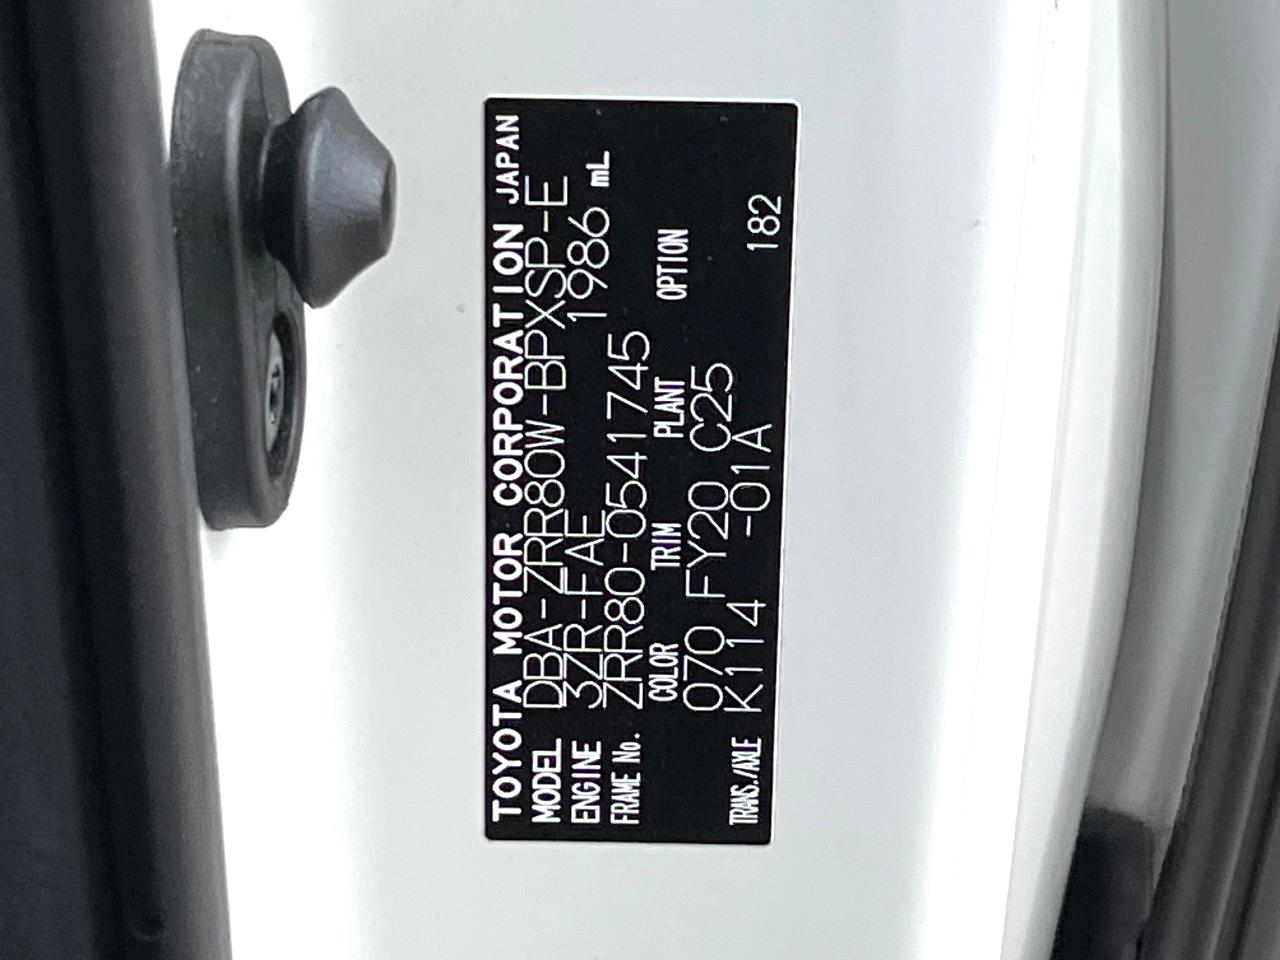 TOYOTA MOTOR CORPORATION JAPAN
MODEL DBA-ZRR80W-BPXSP-E
ENGINE 3ZR-FAE 1986 mL
FRAME No. ZRR80-0541745
COLOR TRIM PLANT OPTION
070 FY20 C25
TRANS./AXLE K114 -01A 182